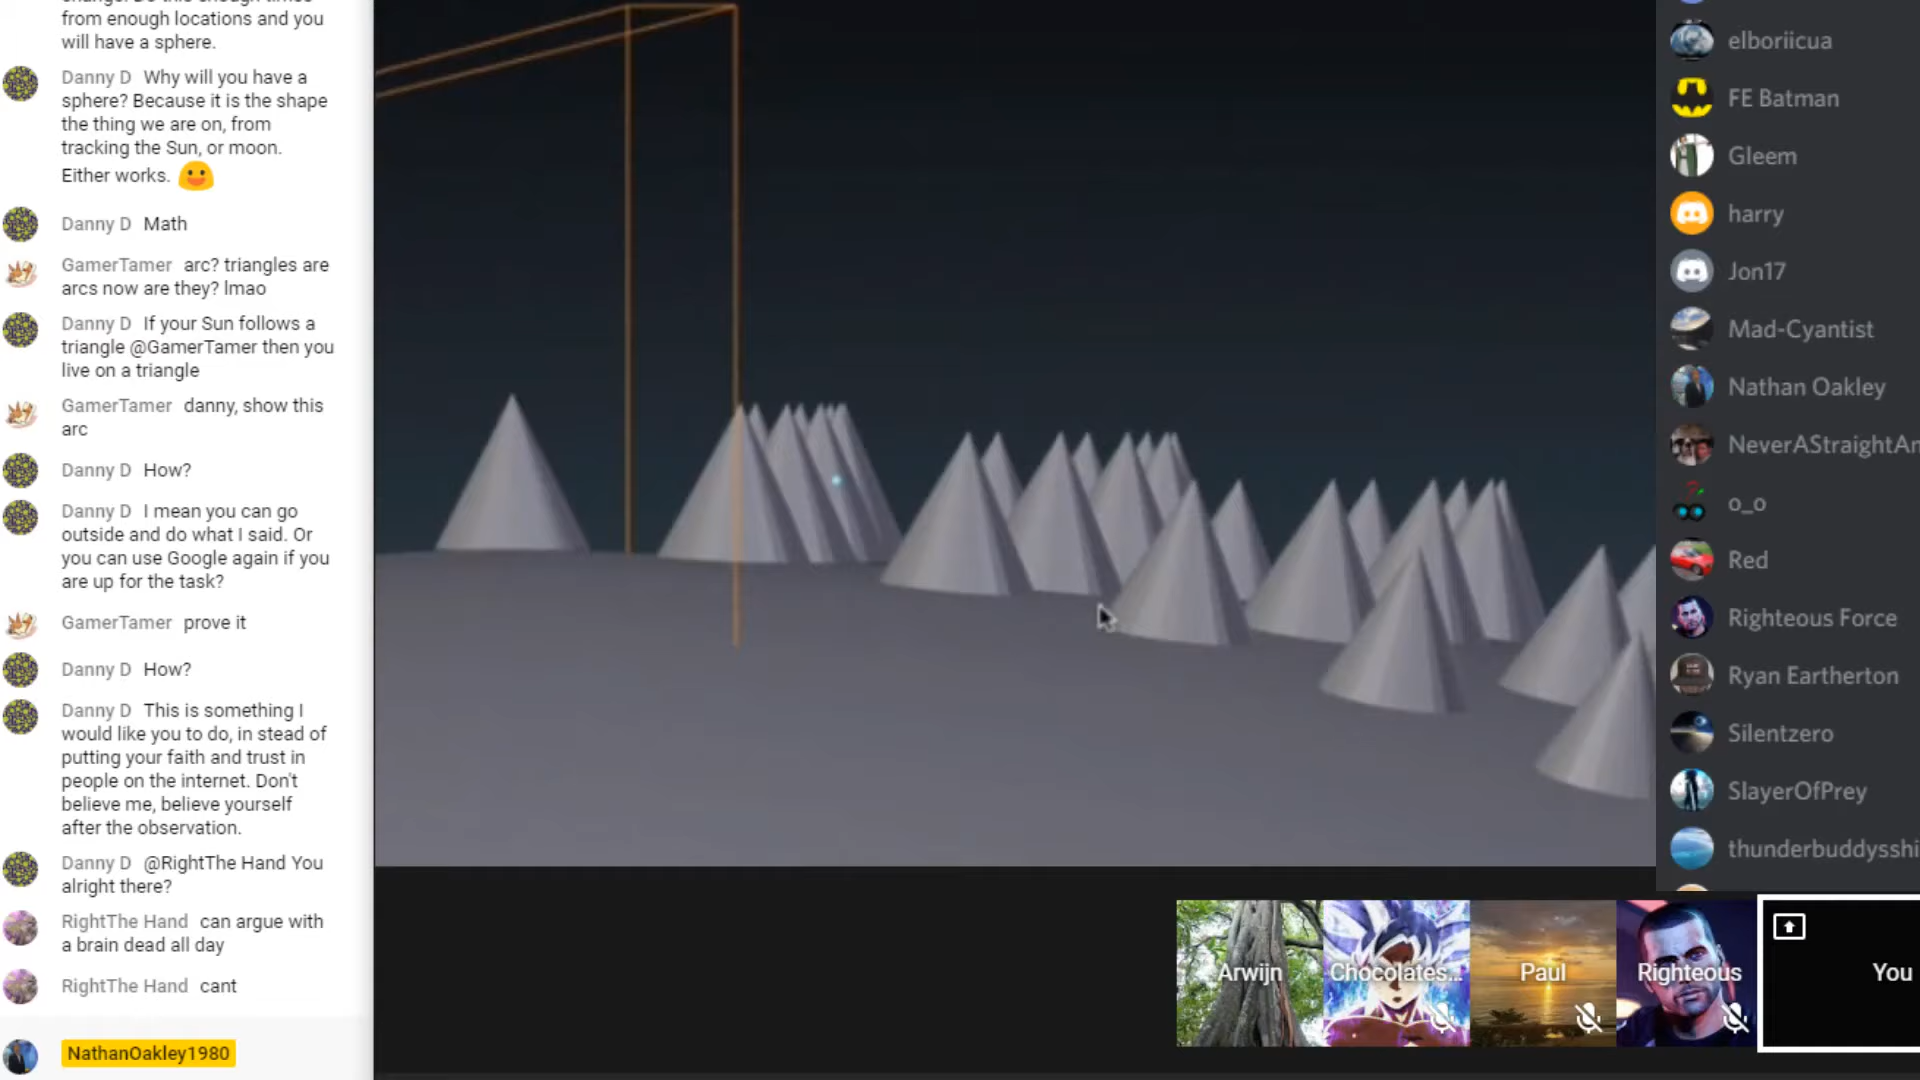 from enough locations and you
will have a sphere.
Danny D Why will you have a
sphere? Because it is the shape
the thing we are on, from
tracking the Sun, or moon.
Either works.
Danny D Math
GamerTamer arc? triangles are
arcs now are they? lmao
Danny D If your Sun follows a
triangle @GamerTamer then you
live on a triangle
GamerTamer danny, show this
arc
Danny D How?
Danny D I mean you can go
outside and do what I said. Or
you can use Google again if you
are up for the task?
GamerTamer prove it
Danny D How?
Danny D This is something I
would like you to do, in stead of
putting your faith and trust in
people on the internet. Don't
believe me, believe yourself
after the observation.
Danny D @RightThe Hand You
alright there?
RightThe Hand can argue with
a brain dead all day
RightThe Hand cant
NathanOakley1980
elboriicua
FE Batman
Gleem
harry
Jon17
Mad-Cyantist
Nathan Oakley
NeverAStraightAn
o_o
Red
Righteous Force
Ryan Eartherton
Silentzero
SlayerOfPrey
thunderbuddysshi
Arwijn
Chocolates...
Paul
Righteous
You